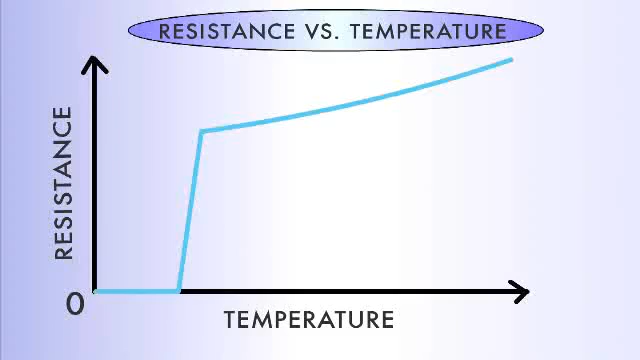 RESISTANCE VS. TEMPERATURE
RESISTANCE
0
TEMPERATURE